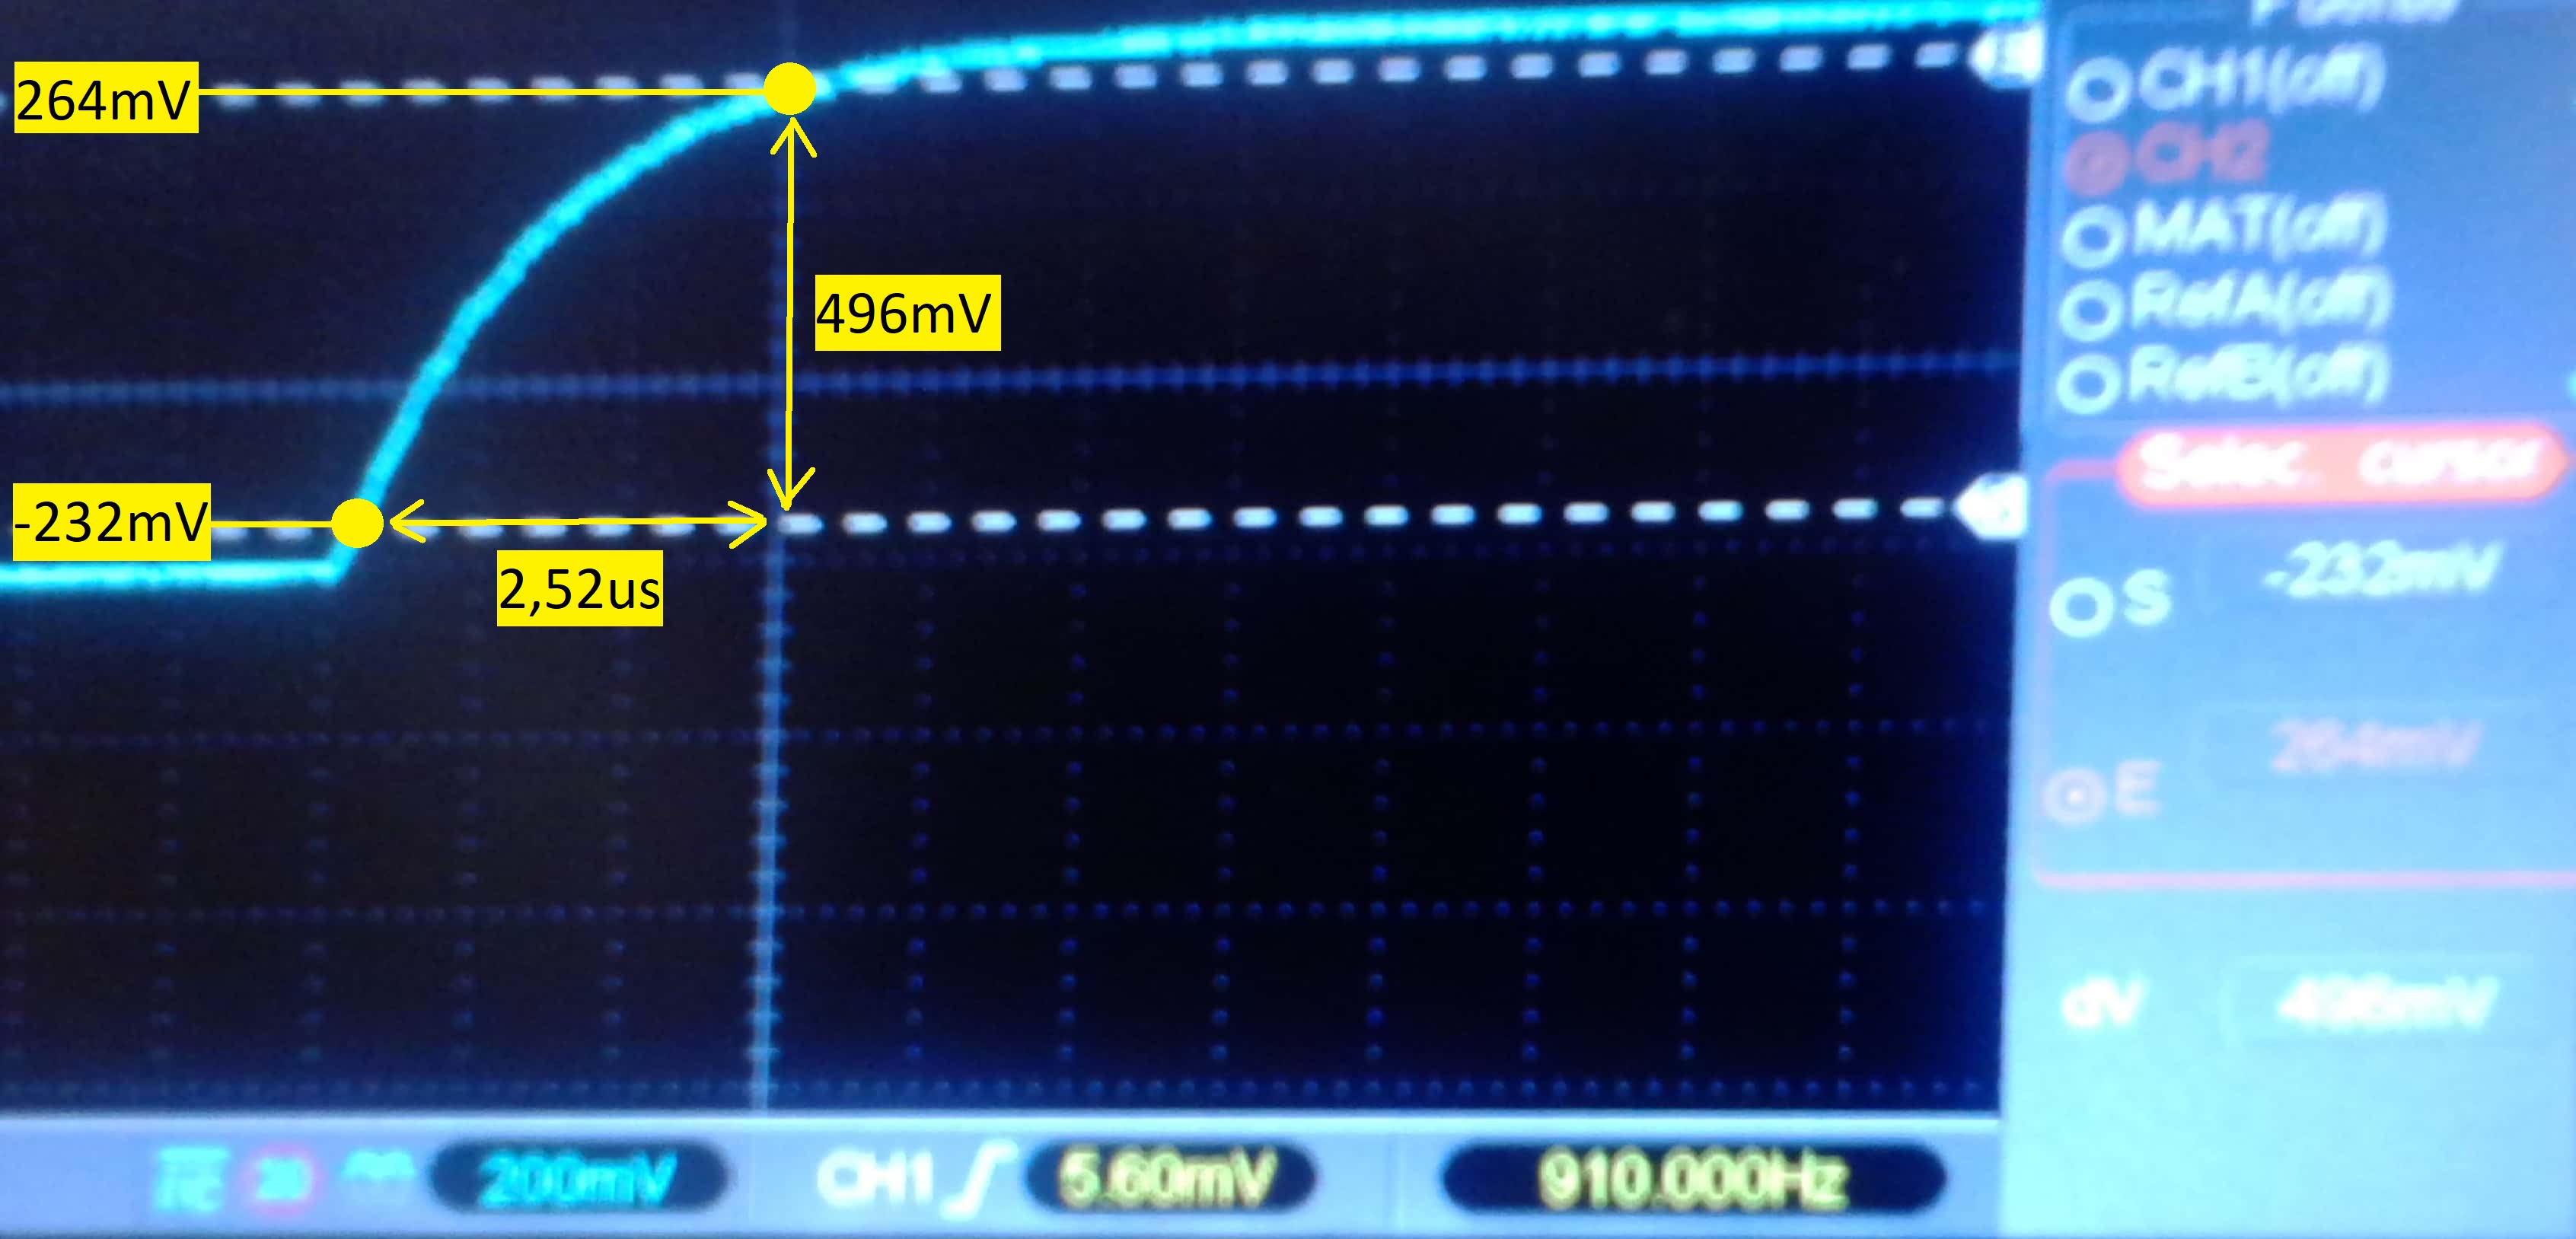 264mV
CH1(off)
CH2
MAT(off)
496mV
RefA(off)
RefB(off)
Selec. cursor
-232mV
2,52us
S -232mV
E 264mV
dV 496mV
200mV CH1 5.60mV 910.000Hz